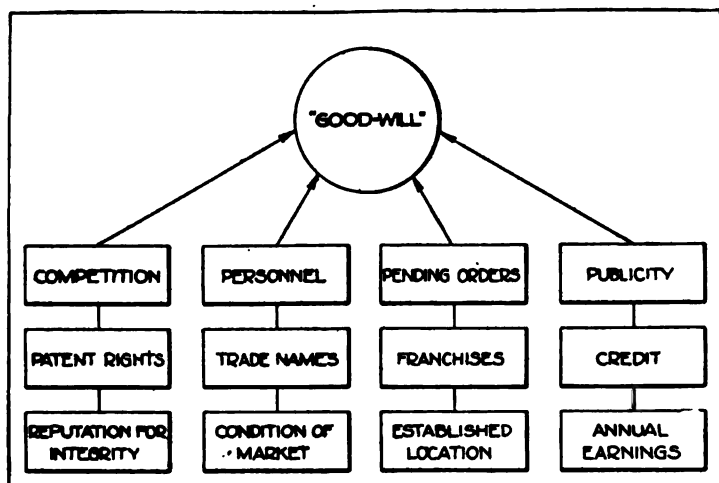 "GOOD-WILL"
COMPETITION
PERSONNEL
PENDING ORDERS
PUBLICITY
PATENT RIGHTS
TRADE NAMES
FRANCHISES
CREDIT
REPUTATION FOR
INTEGRITY
CONDITION OF
MARKET
ESTABLISHED
LOCATION
ANNUAL
EARNINGS